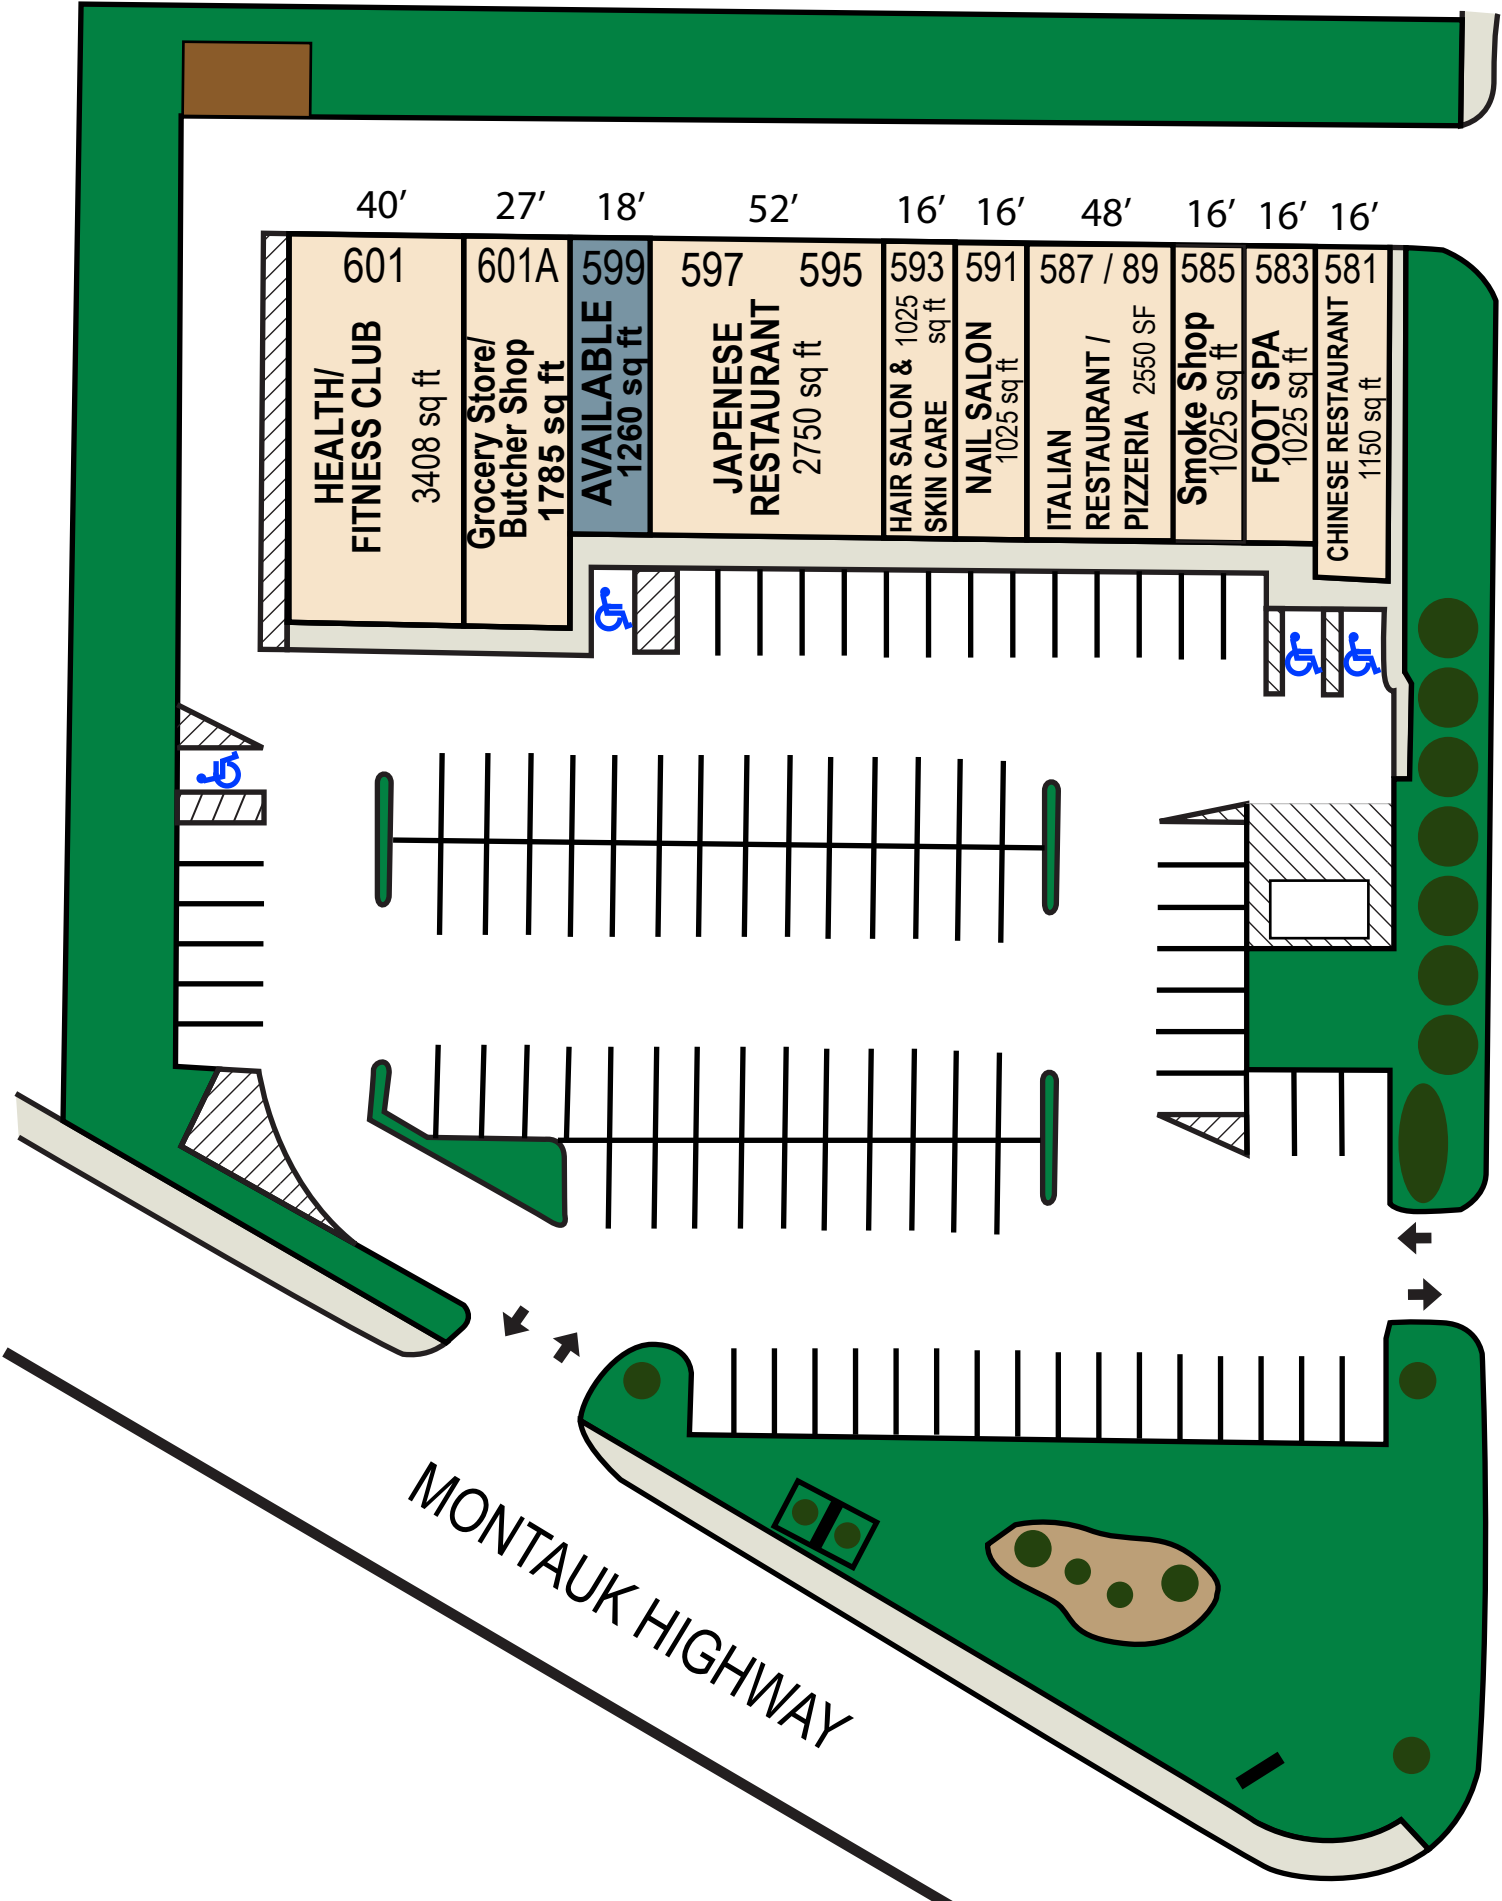 40’
27’
18’
52’
16’
16’
48’
16’
16’
16’
601
HEALTH/
FITNESS CLUB
3408 sq ft
601A
Grocery Store/
Butcher Shop
1785 sq ft
599
AVAILABLE
1260 sq ft
597 595
JAPENESE
RESTAURANT
2750 sq ft
593
HAIR SALON & 1025
SKIN CARE sq ft
591
NAIL SALON
1025 sq ft
587 / 89
ITALIAN
RESTAURANT /
PIZZERIA 2550 SF
585
Smoke Shop
1025 sq ft
583
FOOT SPA
1025 sq ft
581
CHINESE RESTAURANT
1150 sq ft
MONTAUK HIGHWAY